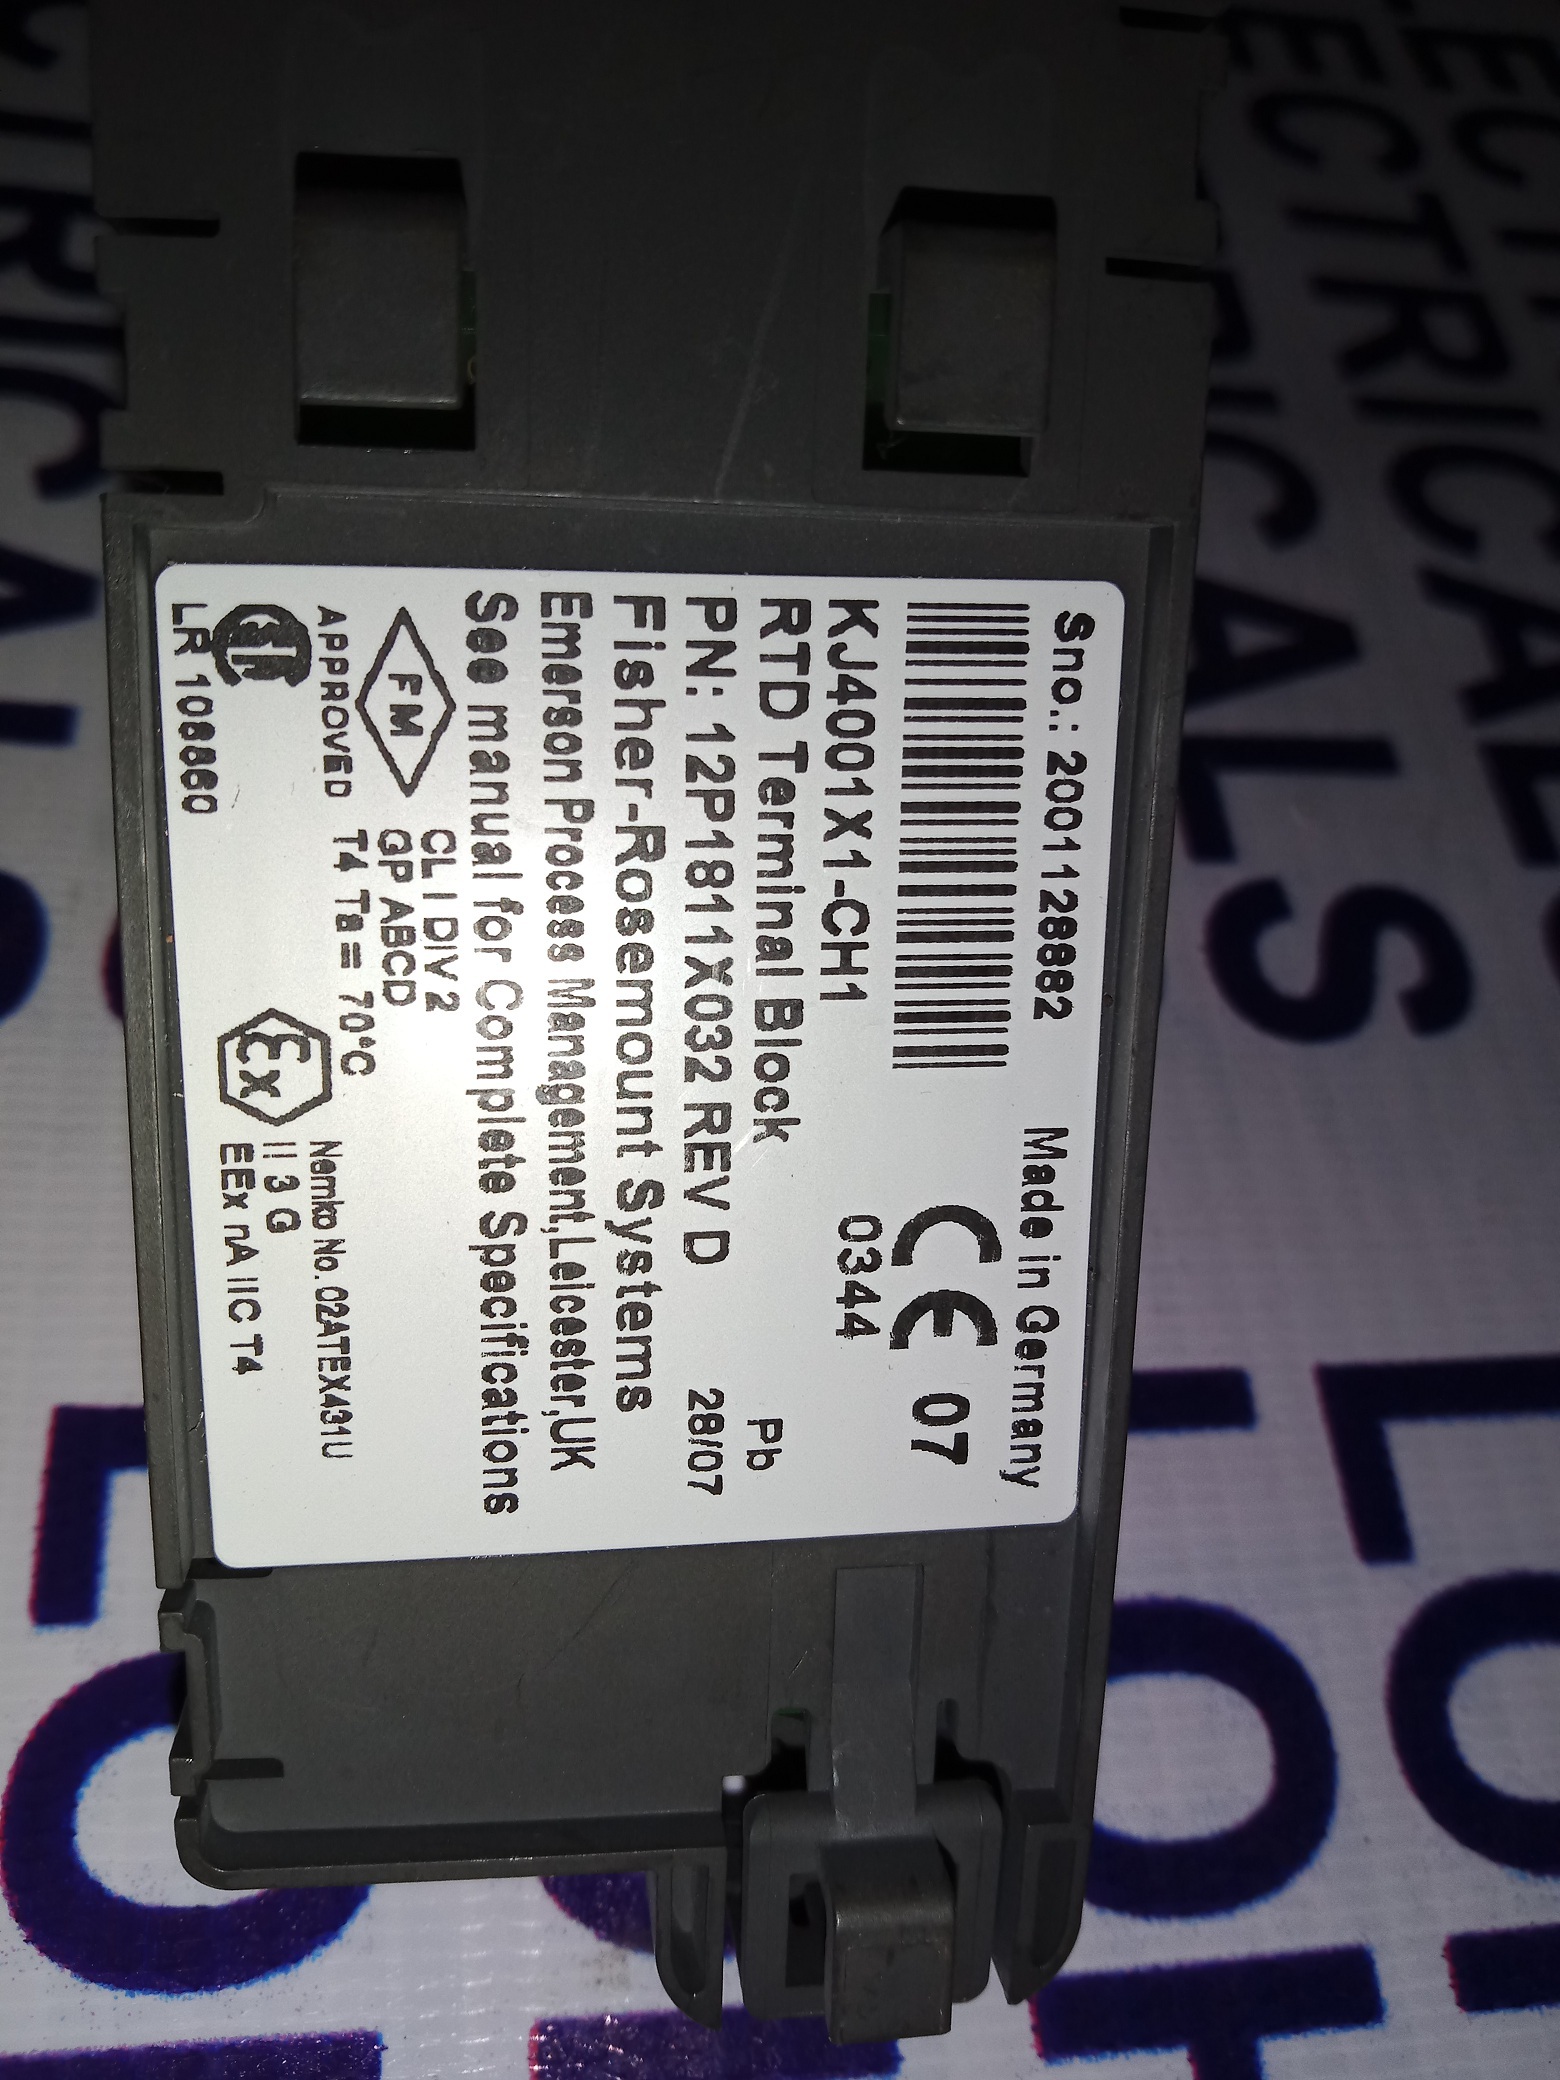 Sno.: 2001128882 Made in Germany
CE 07
0344
KJ4001X1-CH1
RTD Terminal Block Pb
PN: 12P1811X032 REV D 28/07
Fisher-Rosemount Systems
Emerson Process Management,Leicester,UK
See manual for Complete Specifications
FM
APPROVED
CL I DIV 2
GP ABCD
T4 Ta= 70°C
LR 108860
Ex
Nemko No.02ATEX431U
II 3 G
EEx nA IIC T4
ECTRICALS